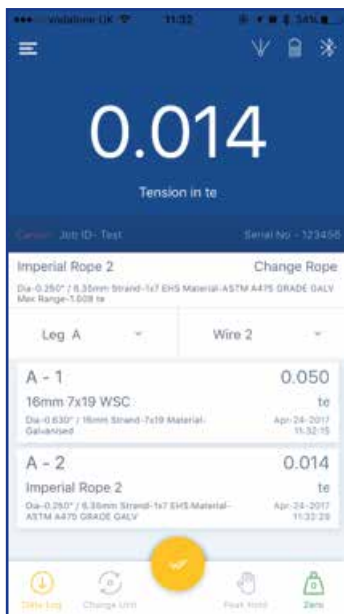 vodafone UK 11:32 34%
0.014
Tension in te
Cancel Job ID- Test Serial No - 123456
Imperial Rope 2 Change Rope
Dia-0.250" / 6.35mm Strand-1x7 EHS Material-ASTM A475 GRADE GALV
Max Range-1.008 te
Leg A Wire 2
A - 1 0.050
16mm 7x19 WSC te
Dia-0.630" / 16mm Strand-7x19 Material- Apr-24-2017
Galvanised 11:32:15
A - 2 0.014
Imperial Rope 2 te
Dia-0.250" / 6.35mm Strand-1x7 EHS Material- Apr-24-2017
ASTM A475 GRADE GALV 11:32:29
Data Log Change Unit Peak Hold Zero